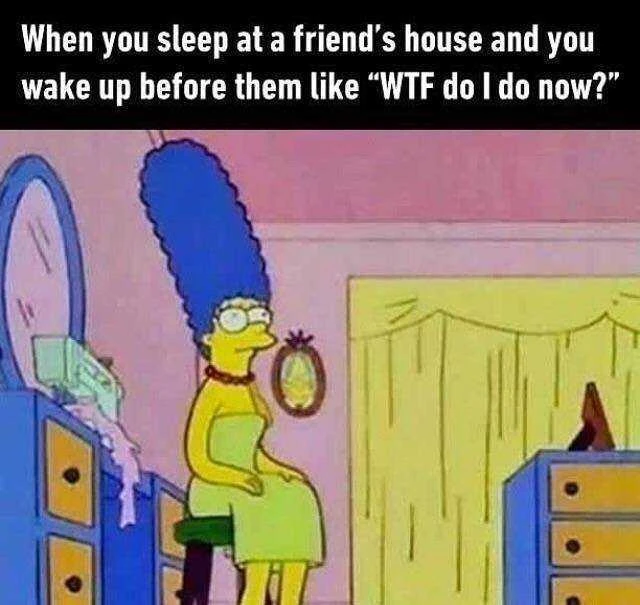 When you sleep at a friend's house and you
wake up before them like “WTF do I do now?”